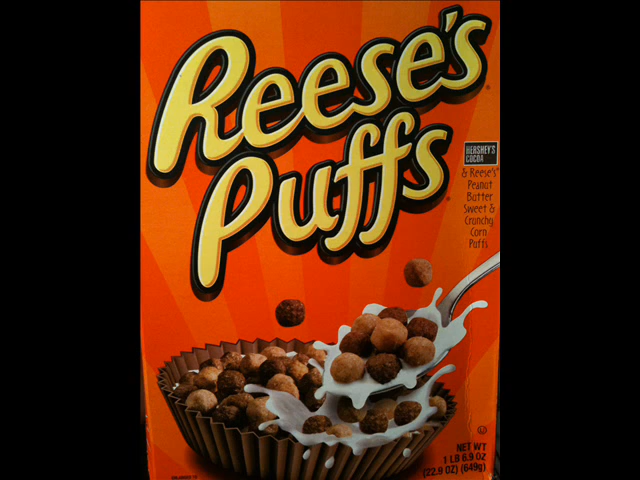 Reese's
Puffs
HERSHEY'S
COCOA
& Reese's
Peanut
Butter
Sweet &
Crunchy
Corn
Puffs
NET WT
1 LB 6.9 OZ
(22.9 OZ) (649g)